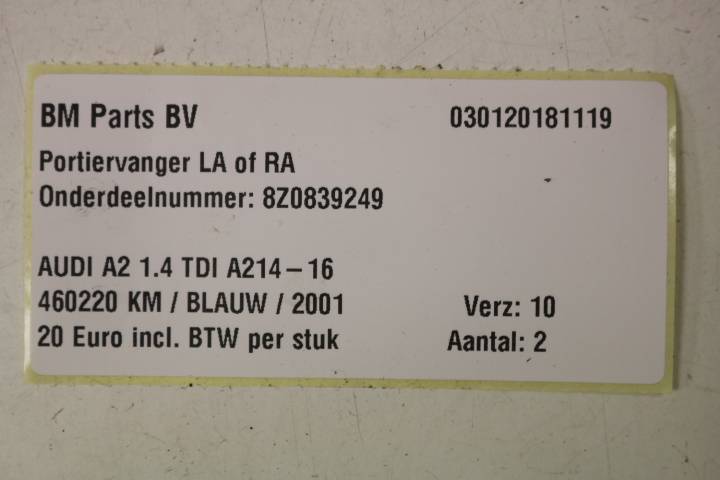 BM Parts BV 030120181119
Portiervanger LA of RA
Onderdeelnummer: 8Z0839249
AUDI A2 1.4 TDI A214-16
460220 KM / BLAUW / 2001 Verz: 10
20 Euro incl. BTW per stuk Aantal: 2